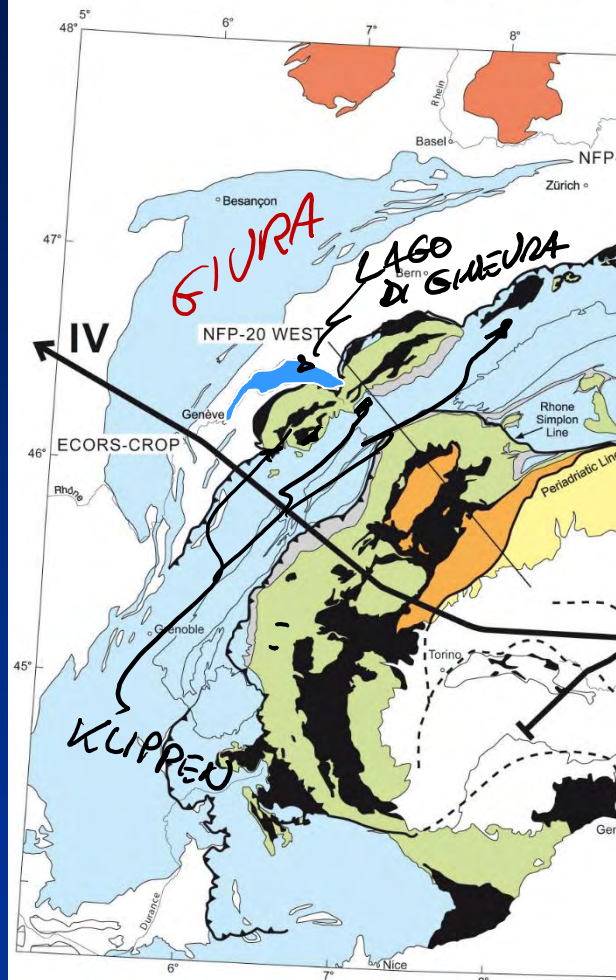 5°
6°
7°
8°
48°
Rhein
Basel
NFP-
Zürich
Besançon
47°
GIURA
LAGO
DI GINEVRA
Bern
NFP-20 WEST
IV
Genève
Rhone
Simplon
Line
46°
ECORS-CROP
Periadriatic Line
Rhône
Grenoble
45°
Torino
KLIPPEN
Gen
Durance
Nice
6°
7°
8°